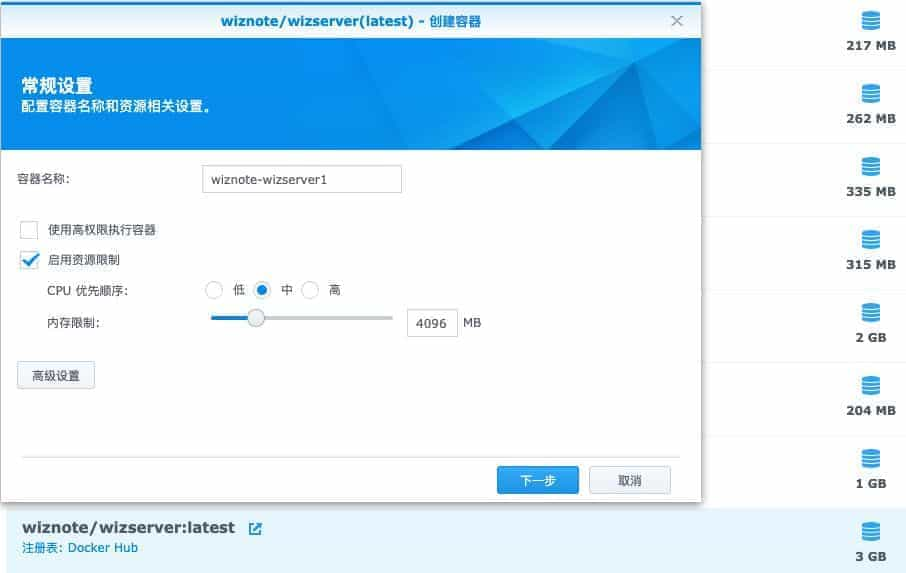 wiznote/wizserver(latest) - 创建容器
常规设置
配置容器名称和资源相关设置。
容器名称:
wiznote-wizserver1
使用高权限执行容器
启用资源限制
CPU 优先顺序:
低
中
高
内存限制:
4096
MB
高级设置
下一步
取消
217 MB
262 MB
335 MB
315 MB
2 GB
204 MB
1 GB
wiznote/wizserver:latest
注册表: Docker Hub
3 GB